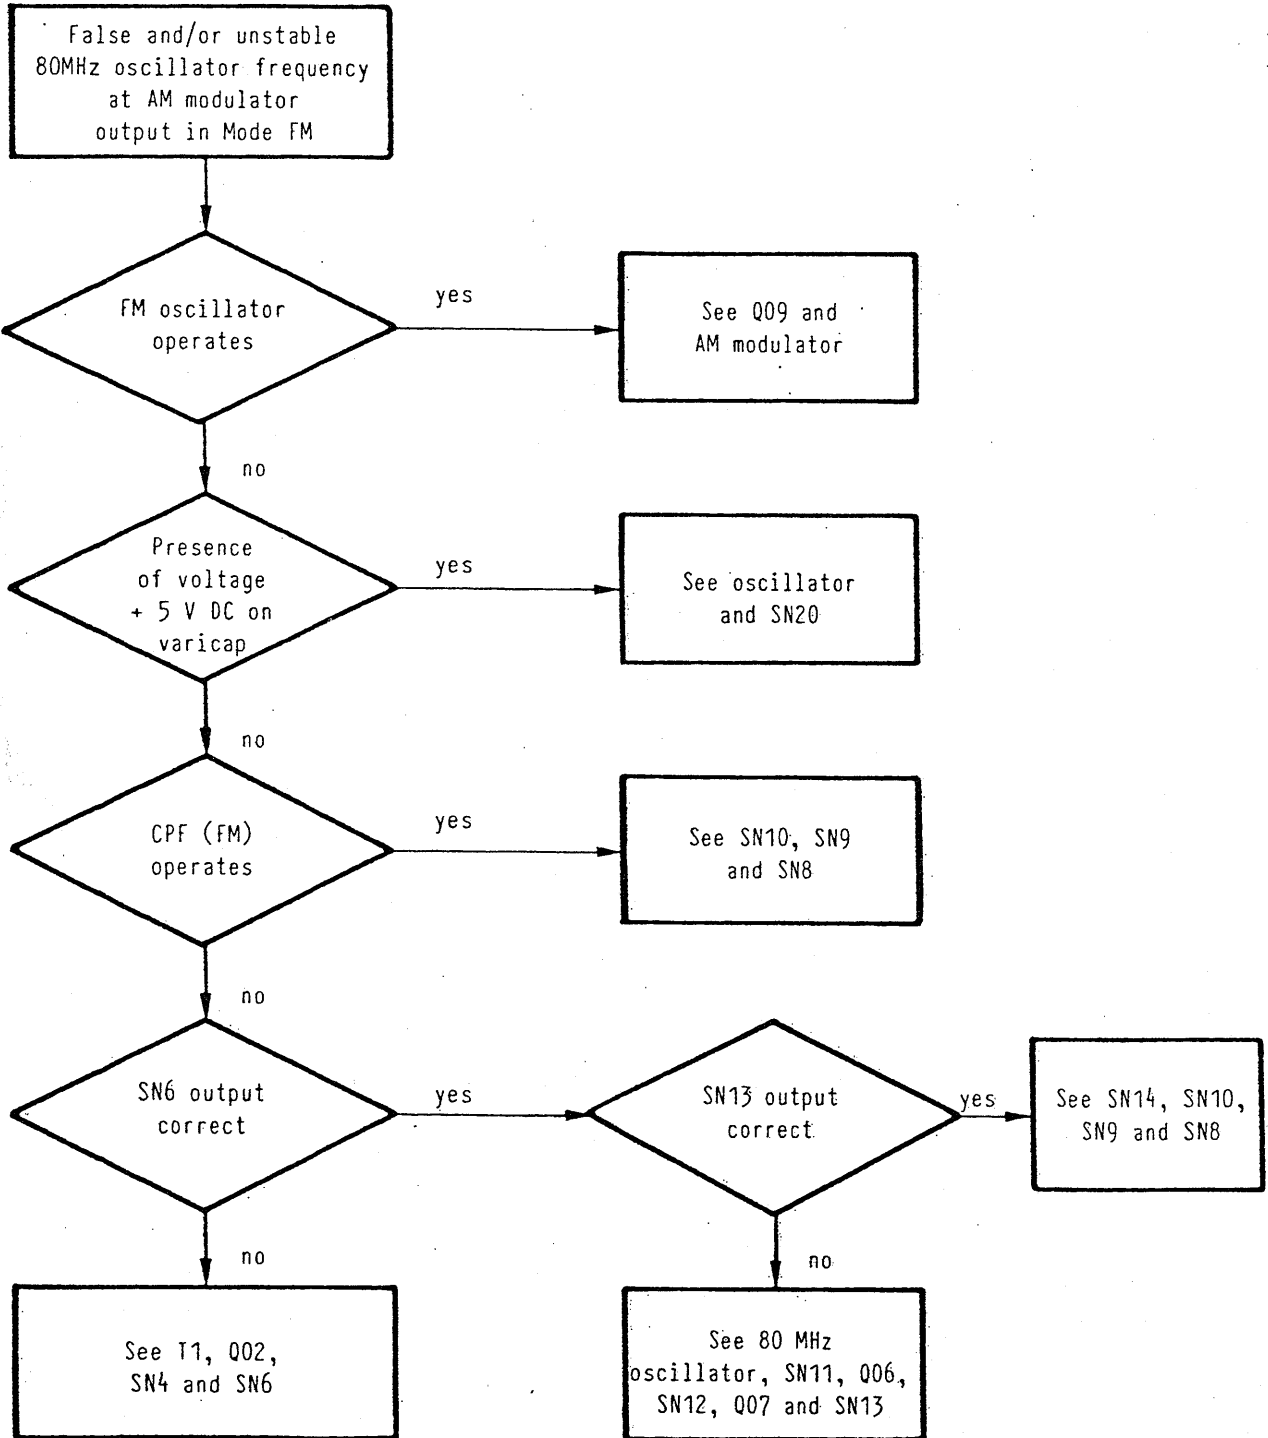 False and/or unstable
80MHz oscillator frequency
at AM modulator
output in Mode FM
FM oscillator
operates
yes
See Q09 and
AM modulator
no
Presence
of voltage
+ 5 V DC on
varicap
yes
See oscillator
and SN20
no
CPF (FM)
operates
yes
See SN10, SN9
and SN8
no
SN6 output
correct
yes
SN13 output
correct
yes
See SN14, SN10,
SN9 and SN8
no
See T1, Q02,
SN4 and SN6
no
See 80 MHz
oscillator, SN11, Q06,
SN12, Q07 and SN13